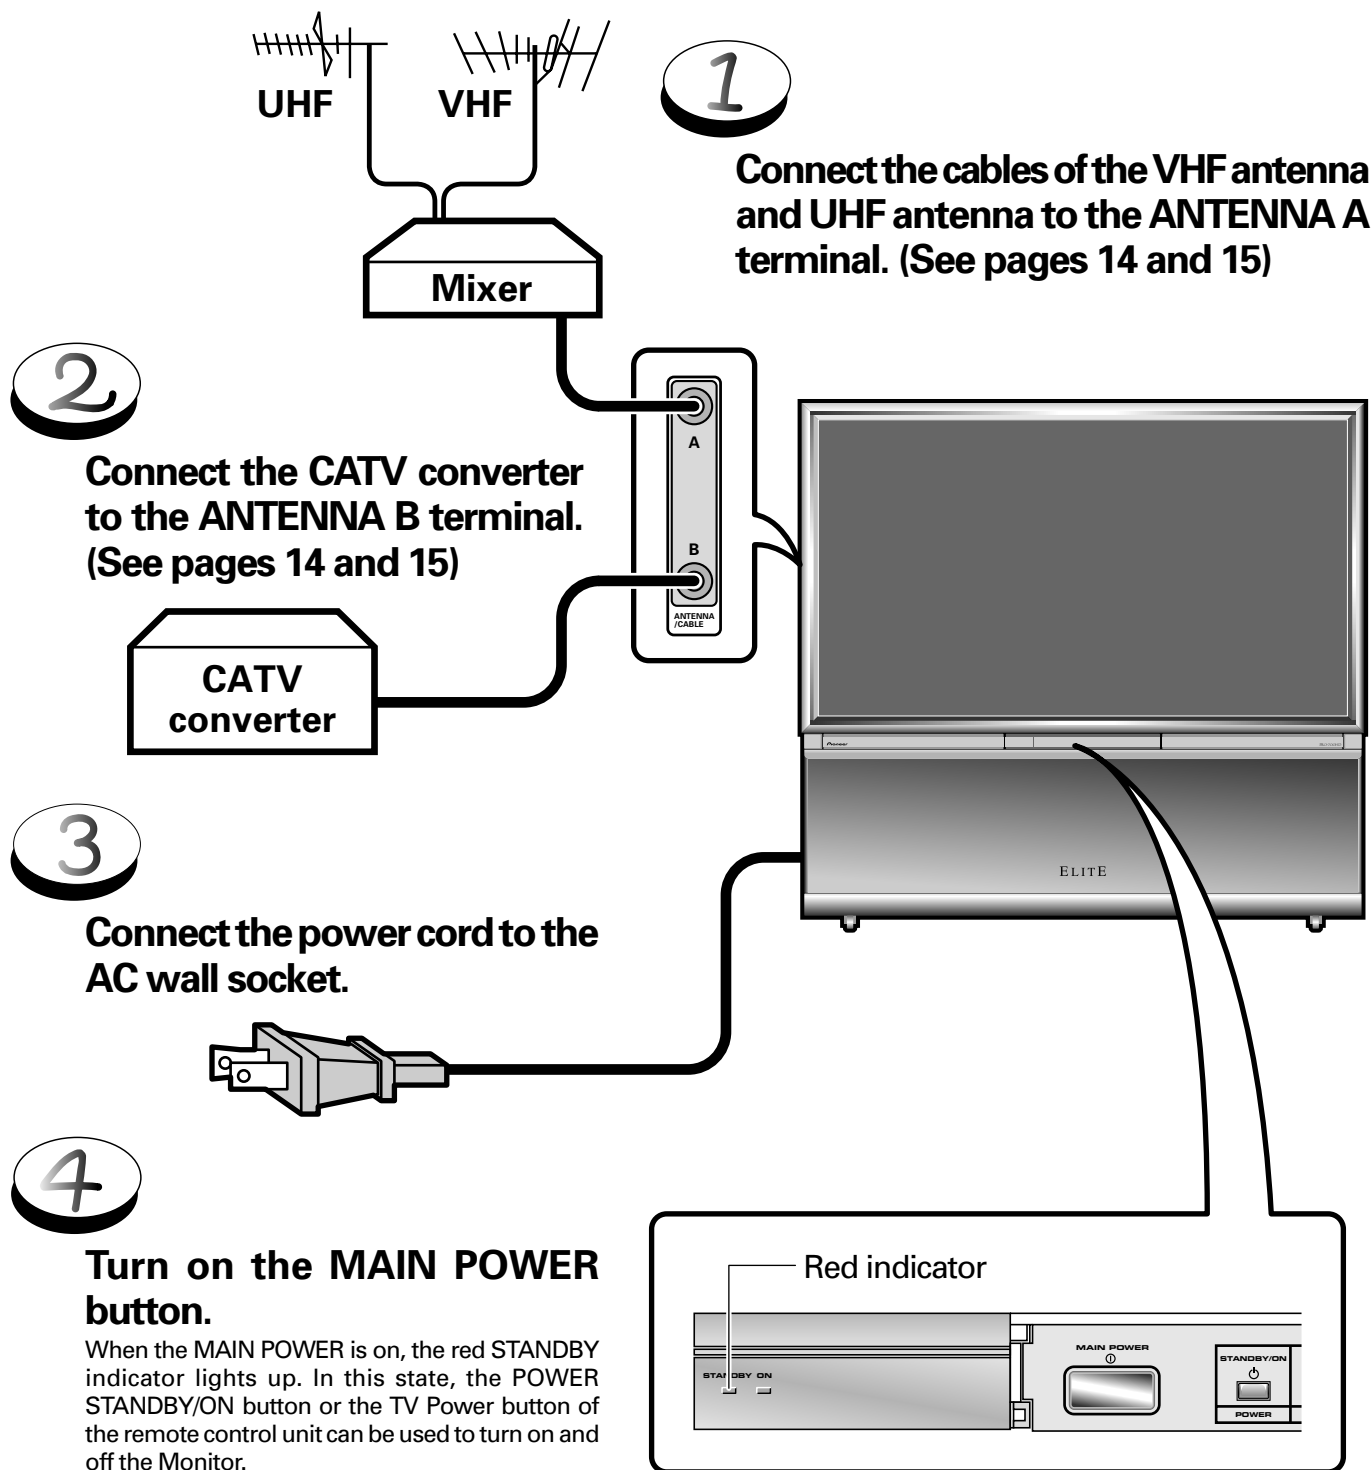 UHF
VHF
1
Connect the cables of the VHF antenna
and UHF antenna to the ANTENNA A
terminal. (See pages 14 and 15)
Mixer
2
Connect the CATV converter
to the ANTENNA B terminal.
(See pages 14 and 15)
A
B
ANTENNA
/CABLE
CATV
converter
Pioneer
3
ELITE
Connect the power cord to the
AC wall socket.
4
Turn on the MAIN POWER
button.
When the MAIN POWER is on, the red STANDBY
indicator lights up. In this state, the POWER
STANDBY/ON button or the TV Power button of
the remote control unit can be used to turn on and
off the Monitor.
Red indicator
STANDBY ON
MAIN POWER
STANDBY/ON
POWER